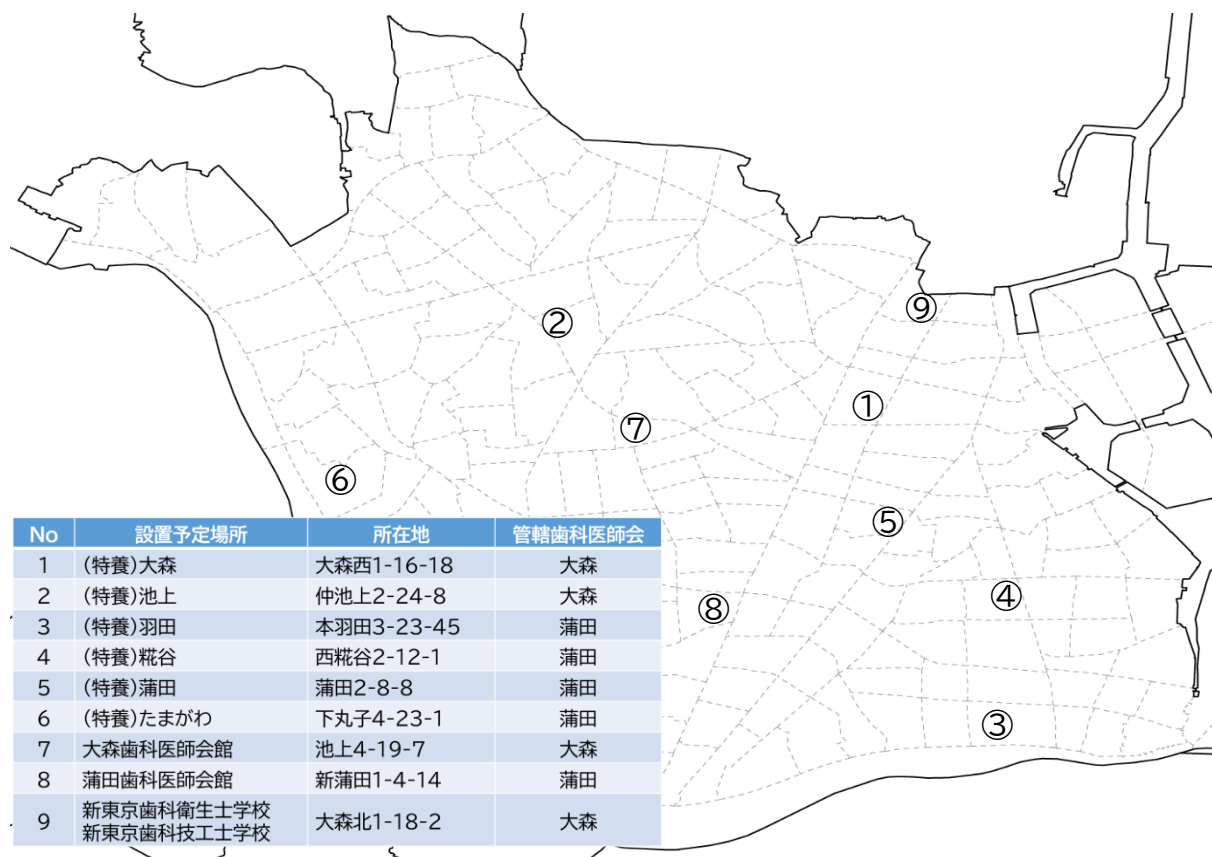 ⑨
②
①
⑦
⑥
⑤
④
⑧
③
No 設置予定場所 所在地 管轄歯科医師会
1 (特養)大森 大森西1-16-18 大森
2 (特養)池上 仲池上2-24-8 大森
3 (特養)羽田 本羽田3-23-45 蒲田
4 (特養)糀谷 西糀谷2-12-1 蒲田
5 (特養)蒲田 蒲田2-8-8 蒲田
6 (特養)たまがわ 下丸子4-23-1 蒲田
7 大森歯科医師会館 池上4-19-7 大森
8 蒲田歯科医師会館 新蒲田1-4-14 蒲田
9 新東京歯科衛生士学校 大森北1-18-2 大森
新東京歯科技工士学校